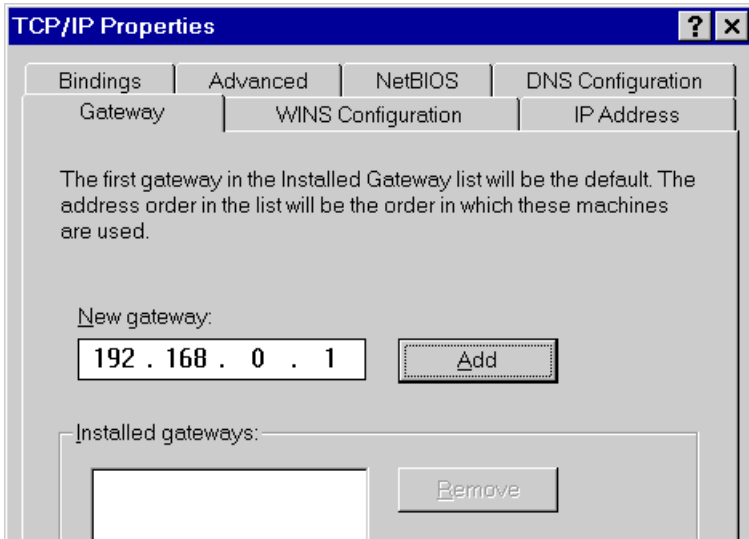 TCP/IP Properties ? ×
Bindings Advanced NetBIOS DNS Configuration
Gateway WINS Configuration IP Address
The first gateway in the Installed Gateway list will be the default. The
address order in the list will be the order in which these machines
are used.
New gateway:
192 . 168 . 0 . 1 Add
Installed gateways:
Remove